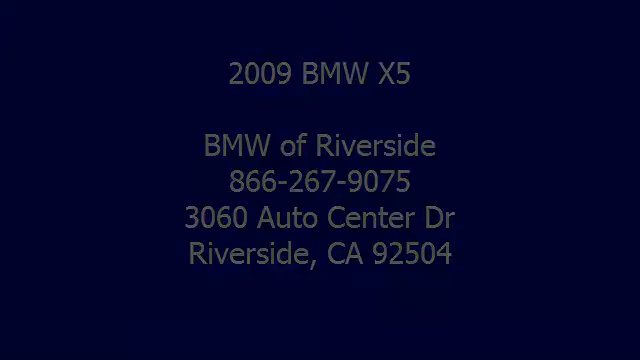 2009 BMW X5
BMW of Riverside
866-267-9075
3060 Auto Center Dr
Riverside, CA 92504